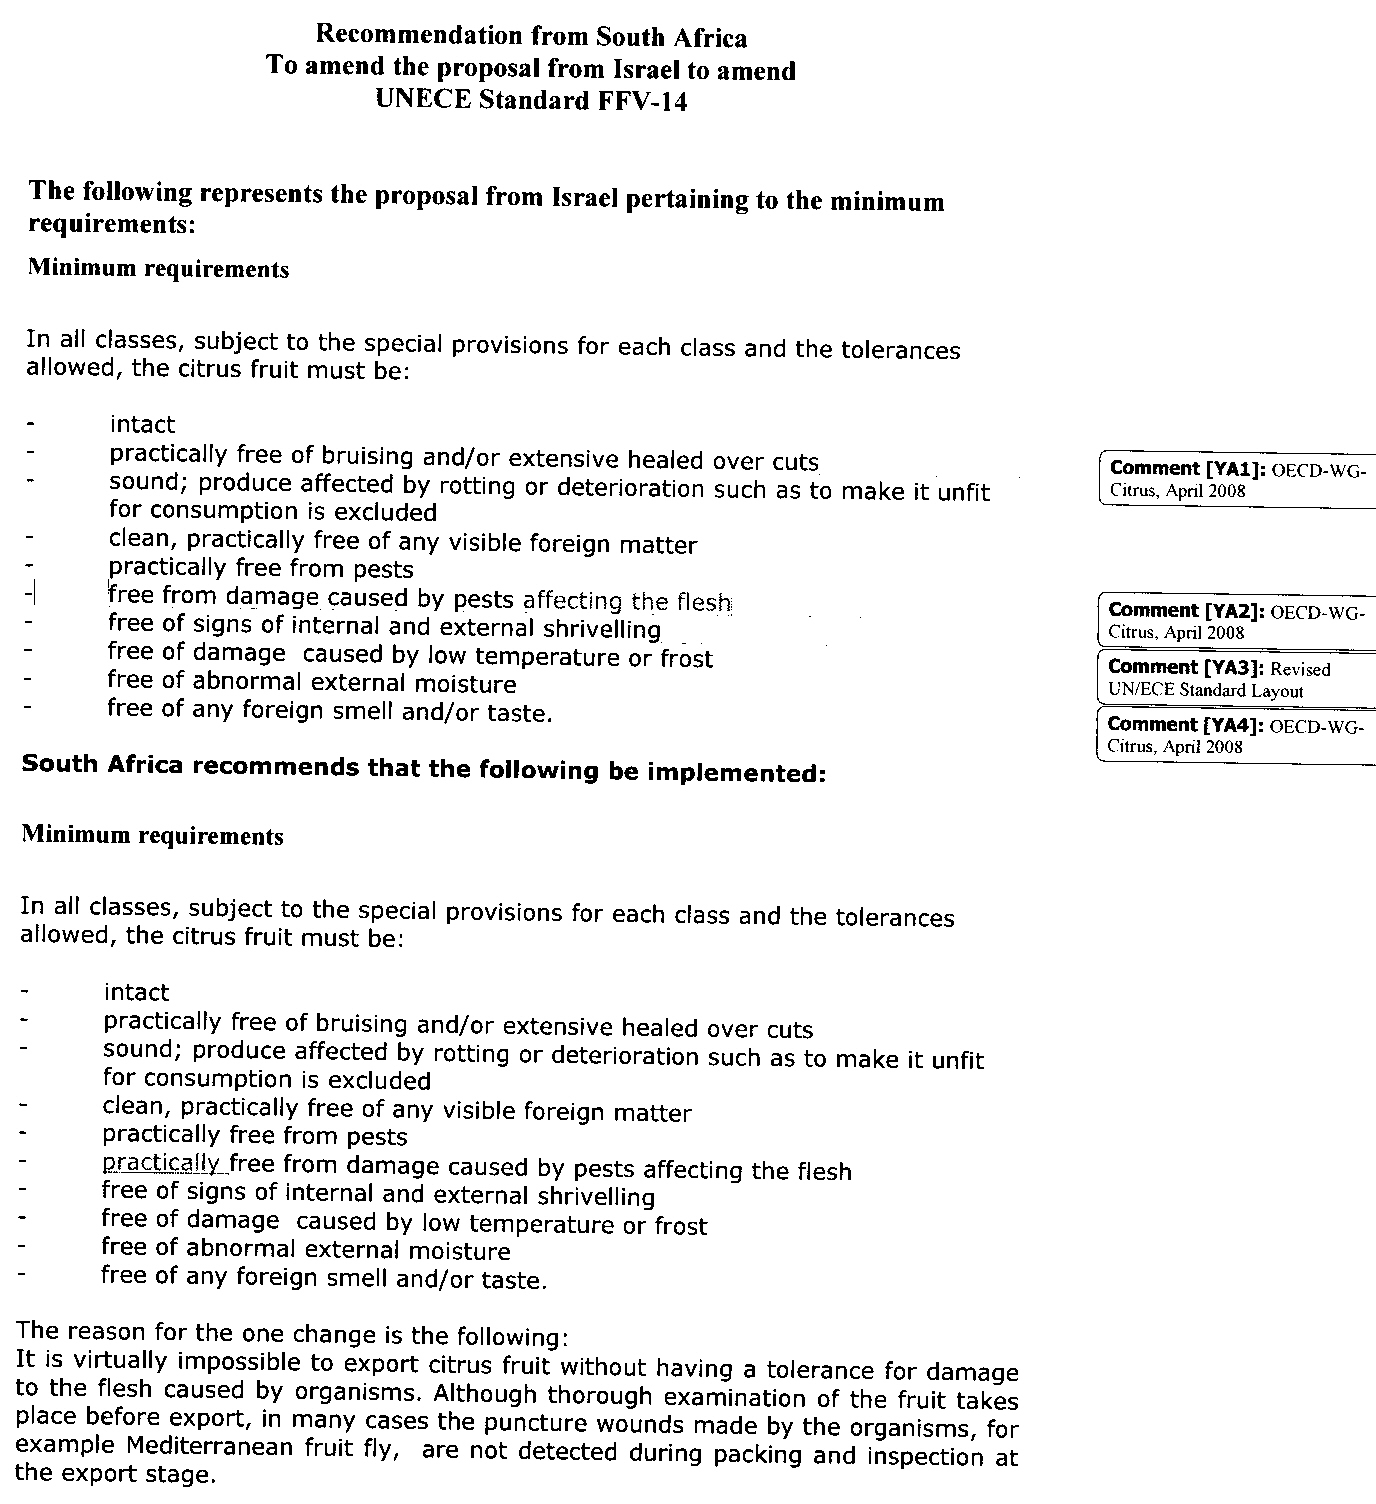 Recommendation from South Africa
To amend the proposal from Israel to amend
UNECE Standard FFV-14
The following represents the proposal from Israel pertaining to the minimum
requirements:
Minimum requirements
In all classes, subject to the special provisions for each class and the tolerances
allowed, the citrus fruit must be:
- intact
- practically free of bruising and/or extensive healed over cuts
- sound; produce affected by rotting or deterioration such as to make it unfit
for consumption is excluded
- clean, practically free of any visible foreign matter
- practically free from pests
- free from damage caused by pests affecting the flesh
- free of signs of internal and external shrivelling
- free of damage  caused by low temperature or frost
- free of abnormal external moisture
- free of any foreign smell and/or taste.
Comment [YA1]: OECD-WG-
Citrus, April 2008
Comment [YA2]: OECD-WG-
Citrus, April 2008
Comment [YA3]: Revised
UN/ECE Standard Layout
Comment [YA4]: OECD-WG-
Citrus, April 2008
South Africa recommends that the following be implemented:
Minimum requirements
In all classes, subject to the special provisions for each class and the tolerances
allowed, the citrus fruit must be:
- intact
- practically free of bruising and/or extensive healed over cuts
- sound; produce affected by rotting or deterioration such as to make it unfit
for consumption is excluded
- clean, practically free of any visible foreign matter
- practically free from pests
- practically free from damage caused by pests affecting the flesh
- free of signs of internal and external shrivelling
- free of damage  caused by low temperature or frost
- free of abnormal external moisture
- free of any foreign smell and/or taste.
The reason for the one change is the following:
It is virtually impossible to export citrus fruit without having a tolerance for damage
to the flesh caused by organisms. Although thorough examination of the fruit takes
place before export, in many cases the puncture wounds made by the organisms, for
example Mediterranean fruit fly,  are not detected during packing and inspection at
the export stage.